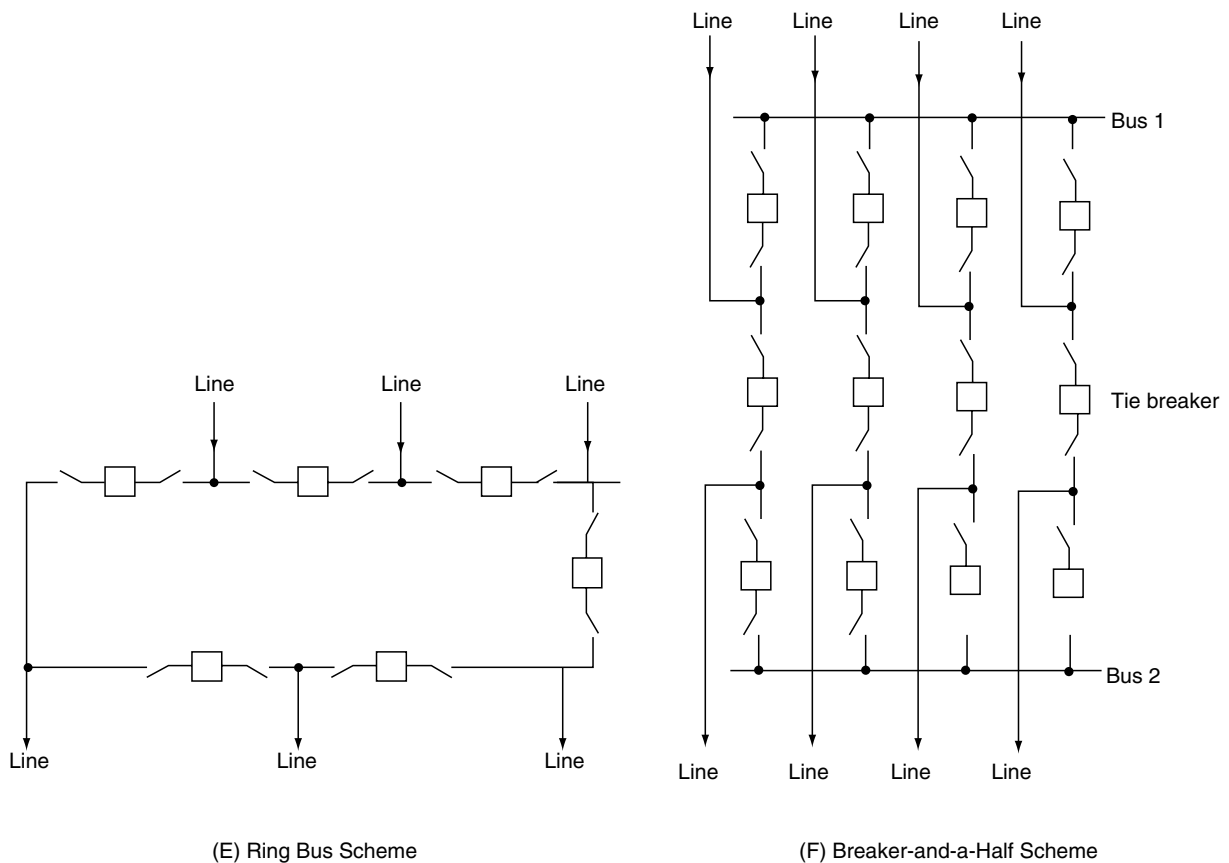 Line
Line
Line
Line
Bus 1
Line
Line
Line
Tie breaker
Bus 2
Line
Line
Line
Line
Line
Line
Line
(E) Ring Bus Scheme
(F) Breaker-and-a-Half Scheme